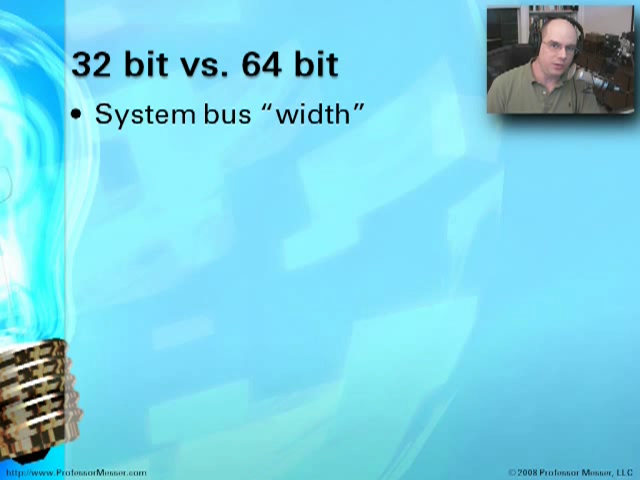 32 bit vs. 64 bit
• System bus “width”
http://www.ProfessorMesser.com
© 2008 Professor Messer, LLC